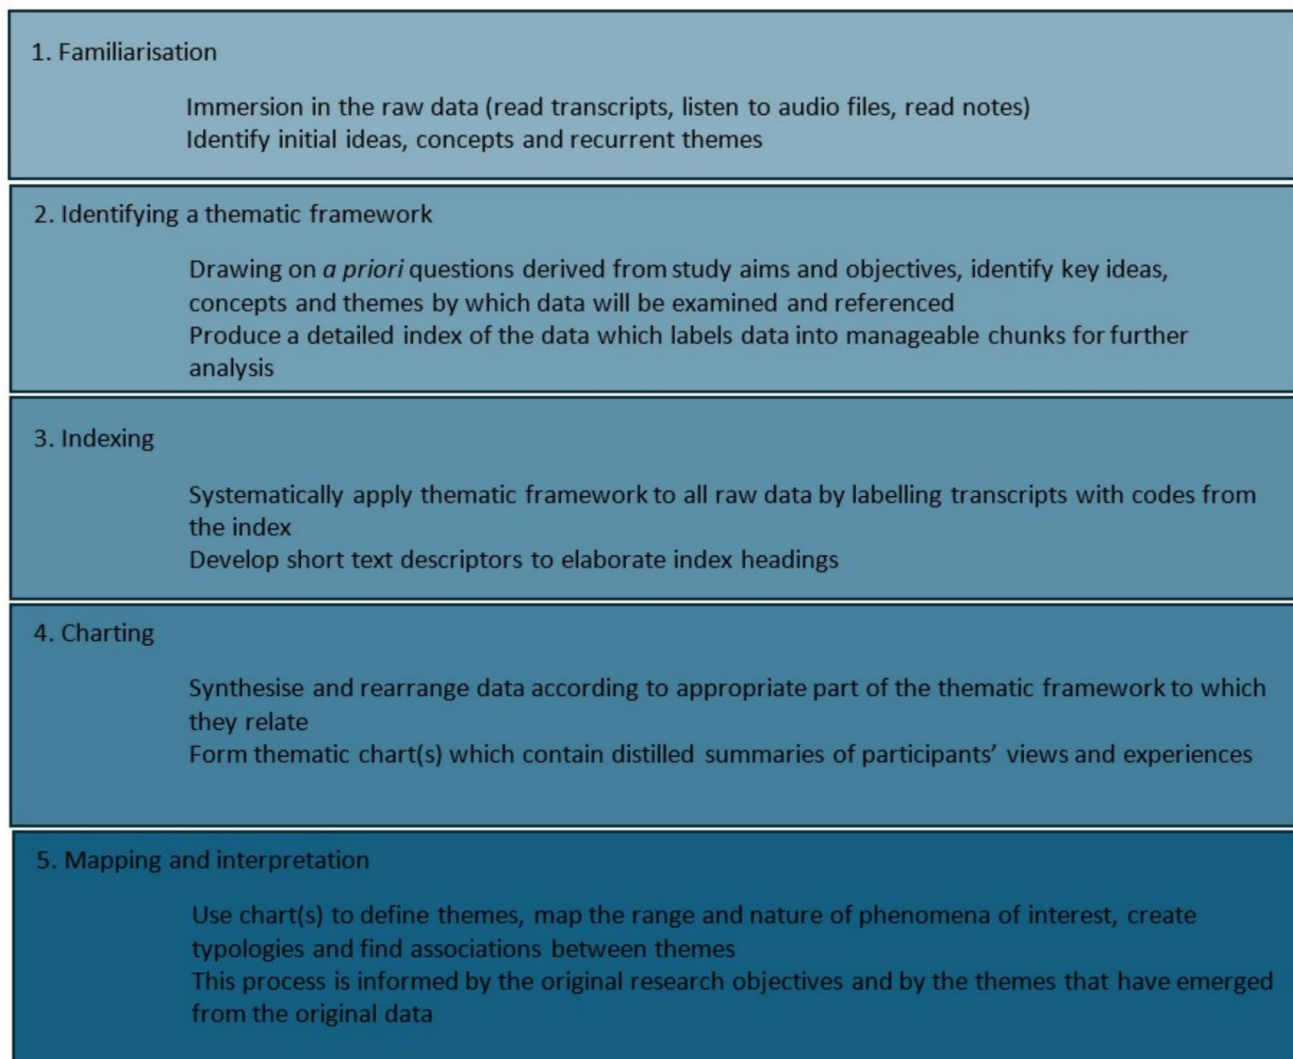 1. Familiarisation
Immersion in the raw data (read transcripts, listen to audio files, read notes)
Identify initial ideas, concepts and recurrent themes
2. Identifying a thematic framework
Drawing on a priori questions derived from study aims and objectives, identify key ideas,
concepts and themes by which data will be examined and referenced
Produce a detailed index of the data which labels data into manageable chunks for further
analysis
3. Indexing
Systematically apply thematic framework to all raw data by labelling transcripts with codes from
the index
Develop short text descriptors to elaborate index headings
4. Charting
Synthesise and rearrange data according to appropriate part of the thematic framework to which
they relate
Form thematic chart(s) which contain distilled summaries of participants’ views and experiences
5. Mapping and interpretation
Use chart(s) to define themes, map the range and nature of phenomena of interest, create
typologies and find associations between themes
This process is informed by the original research objectives and by the themes that have emerged
from the original data